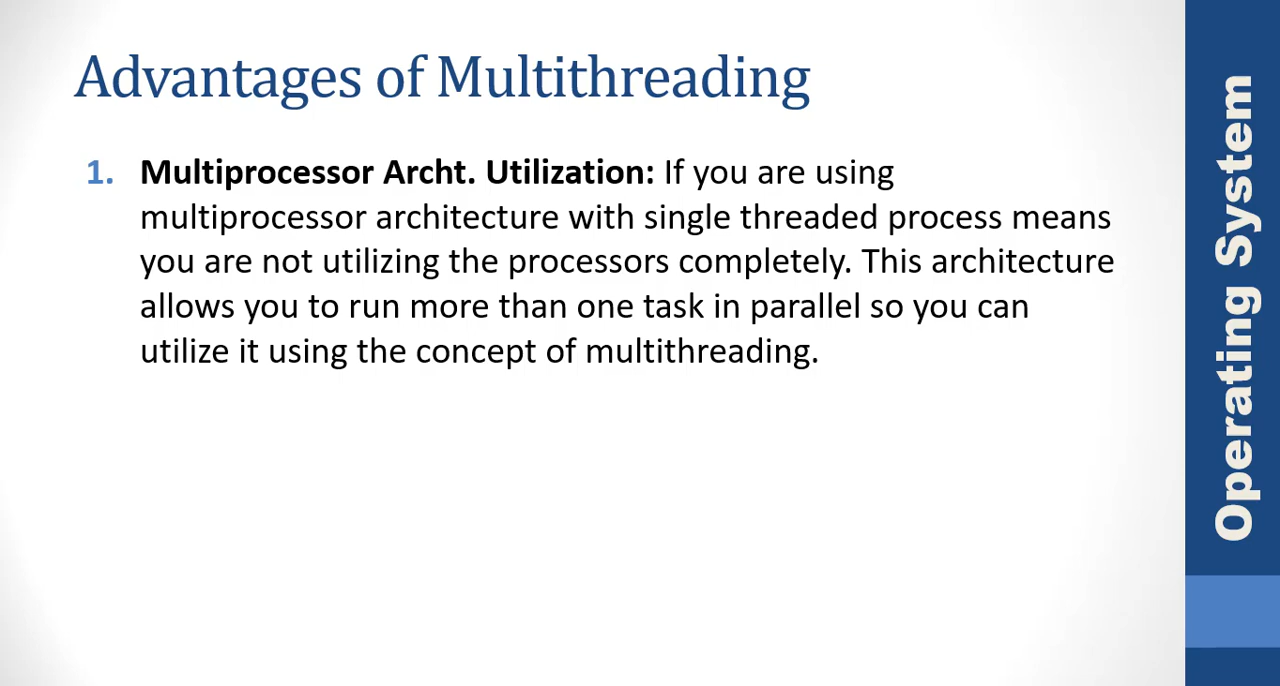 Advantages of Multithreading
1. Multiprocessor Archt. Utilization: If you are using
multiprocessor architecture with single threaded process means
you are not utilizing the processors completely. This architecture
allows you to run more than one task in parallel so you can
utilize it using the concept of multithreading.
Operating System